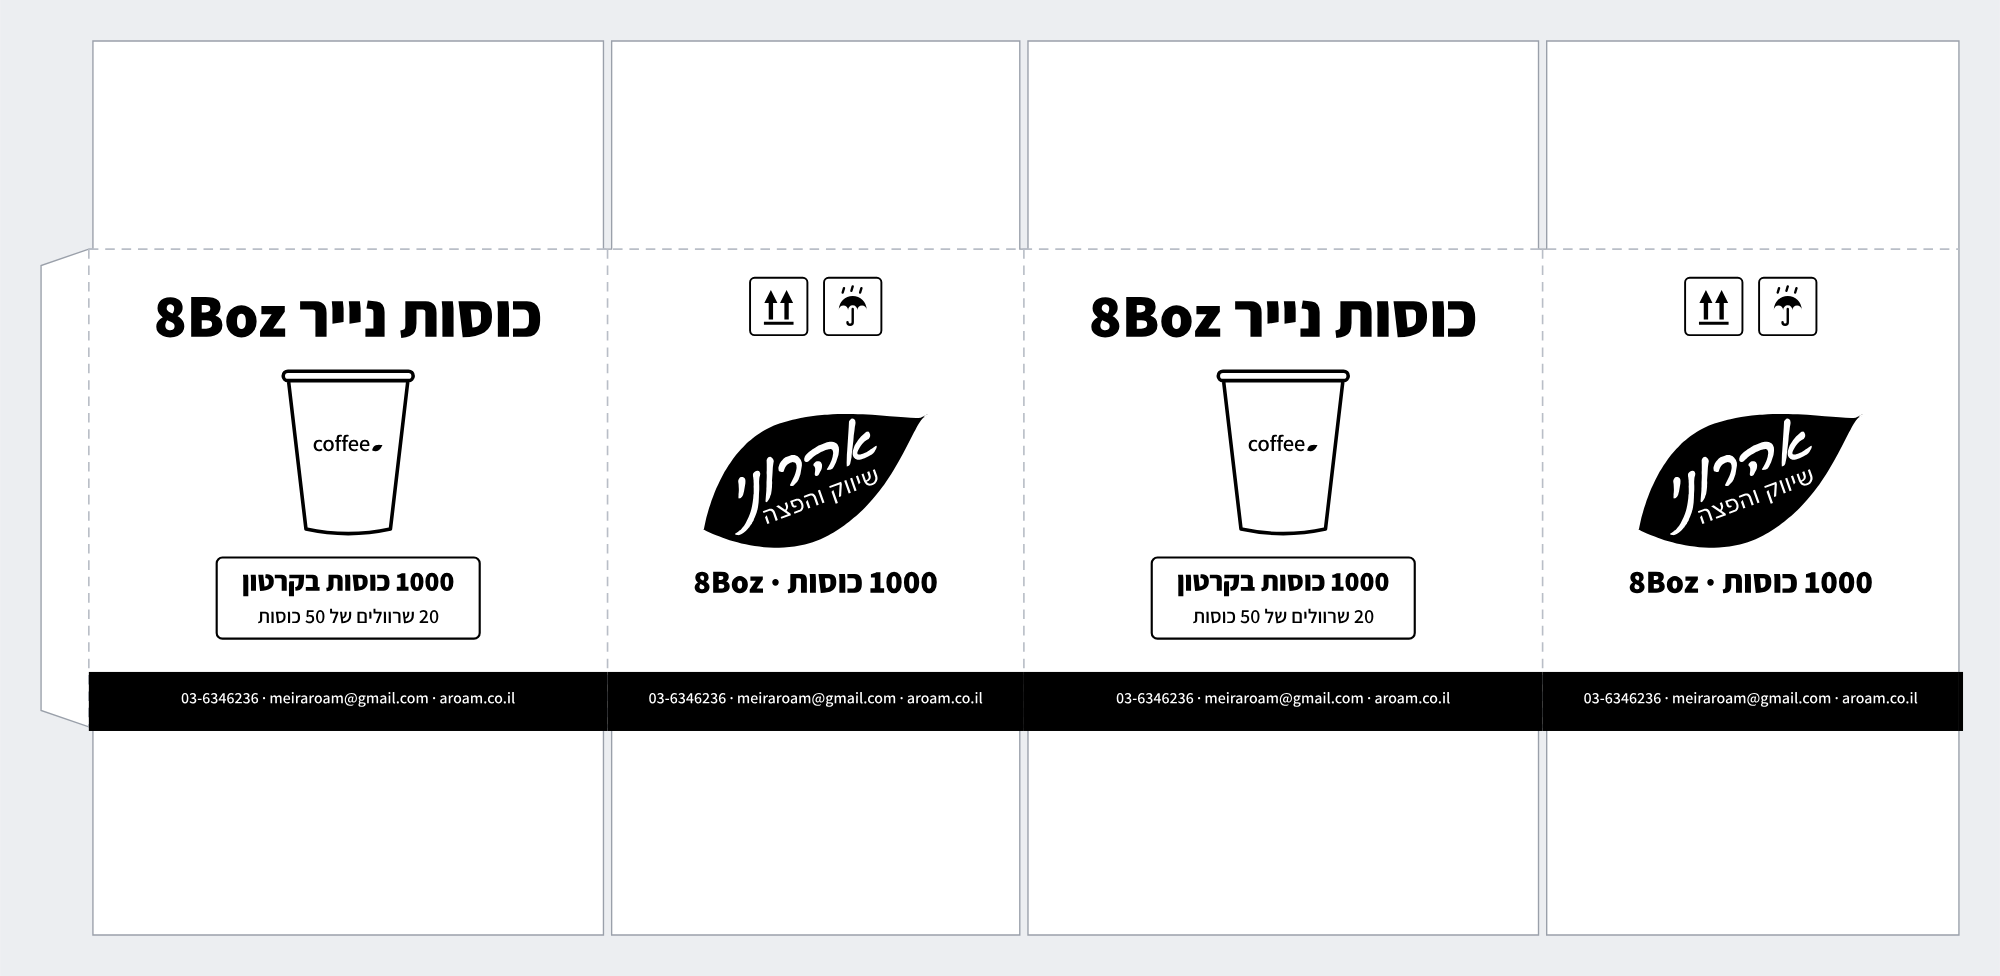 כוסות נייר 8Boz
coffee
1000 כוסות בקרטון
20 שרוולים של 50 כוסות
03-6346236 · meiraroam@gmail.com · aroam.co.il
אהרוני
שיווק והפצה
1000 כוסות · 8Boz
03-6346236 · meiraroam@gmail.com · aroam.co.il
כוסות נייר 8Boz
coffee
1000 כוסות בקרטון
20 שרוולים של 50 כוסות
03-6346236 · meiraroam@gmail.com · aroam.co.il
אהרוני
שיווק והפצה
1000 כוסות · 8Boz
03-6346236 · meiraroam@gmail.com · aroam.co.il